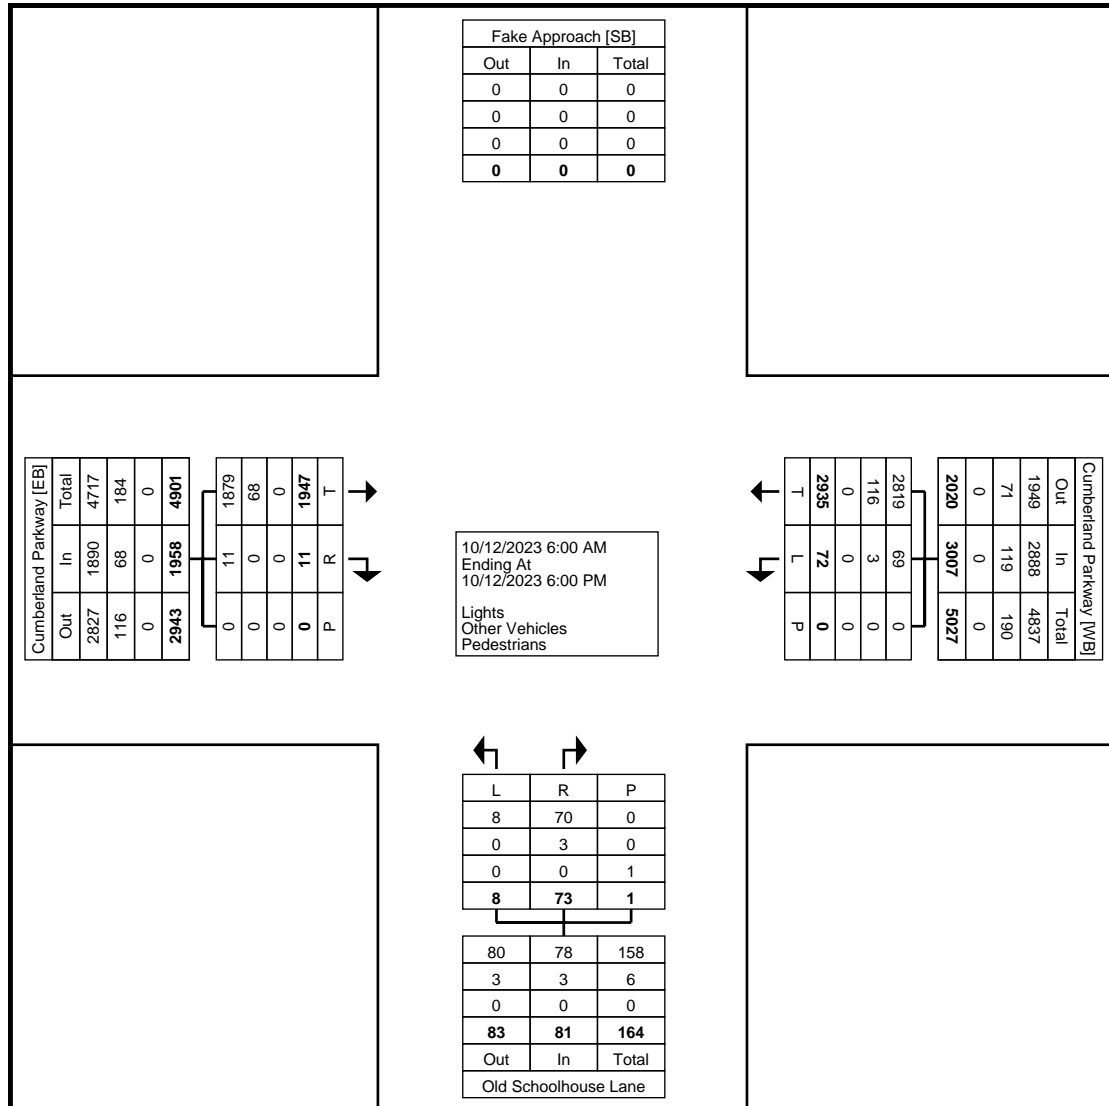 Fake Approach [SB]
Out In Total
0 0 0
0 0 0
0 0 0
0 0 0
Cumberland Parkway [EB]
Total In Out
4717 1890 2827
184 68 116
0 0 0
4901 1958 2943
1879 11 0
68 0 0
0 0 0
1947 11 0
T R P
10/12/2023 6:00 AM
Ending At
10/12/2023 6:00 PM
Lights
Other Vehicles
Pedestrians
Cumberland Parkway [WB]
Out In Total
1949 2888 4837
71 119 190
0 0 0
2020 3007 5027
2819 69 0
116 3 0
0 0 0
2935 72 0
T L P
L R P
8 70 0
0 3 0
0 0 1
8 73 1
80 78 158
3 3 6
0 0 0
83 81 164
Out In Total
Old Schoolhouse Lane